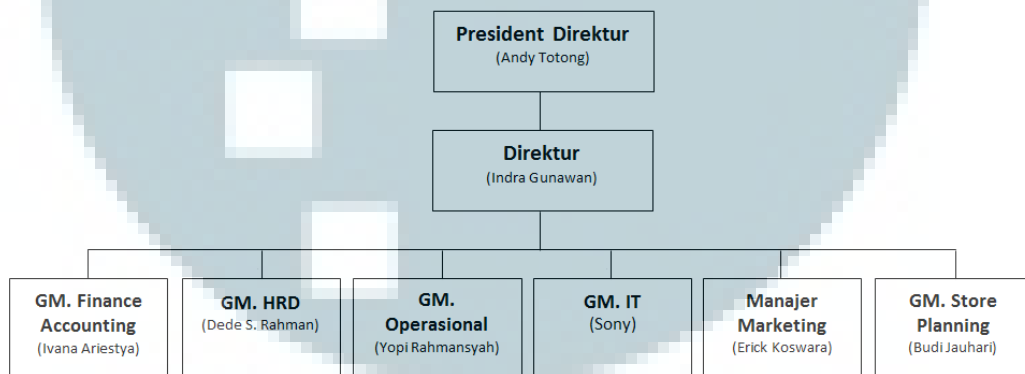 President Direktur
(Andy Totong)
Direktur
(Indra Gunawan)
GM. Finance
Accounting
(Ivana Ariestya)
GM. HRD
(Dede S. Rahman)
GM.
Operasional
(Yopi Rahmansyah)
GM. IT
(Sony)
Manajer
Marketing
(Erick Koswara)
GM. Store
Planning
(Budi Jauhari)